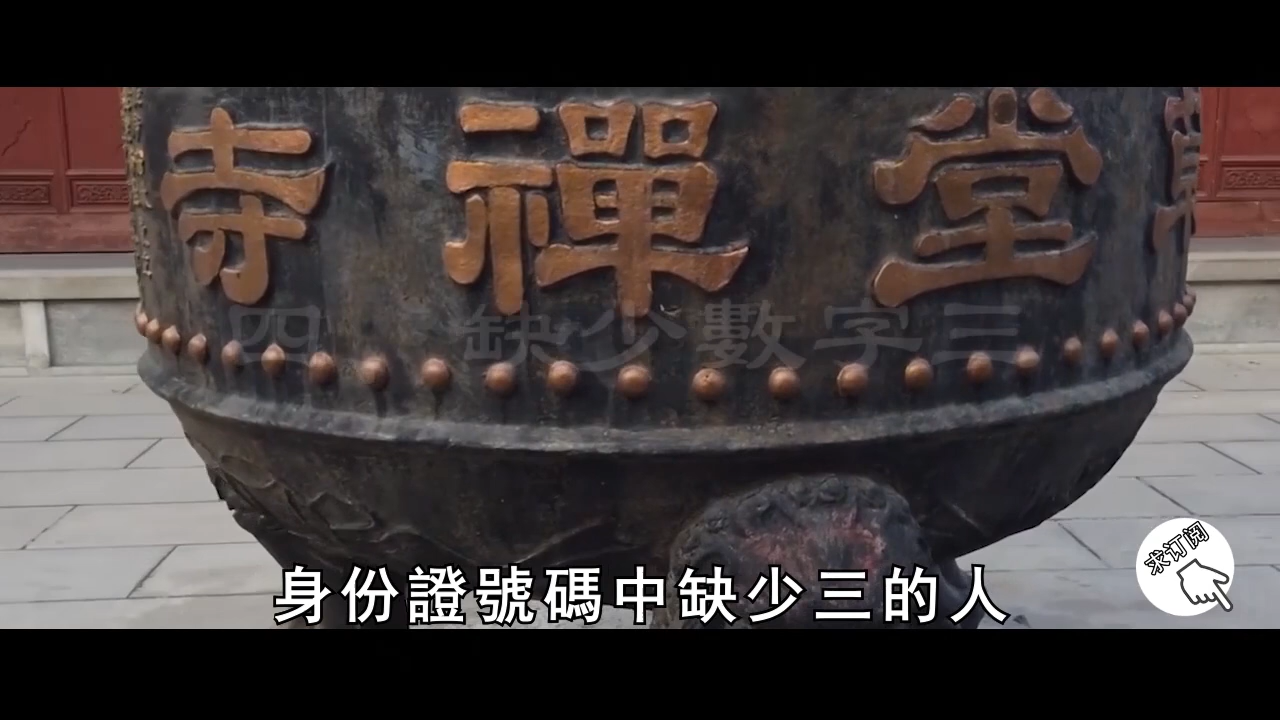 寺禪堂草
四、缺少數字三
求订阅
身份證號碼中缺少三的人